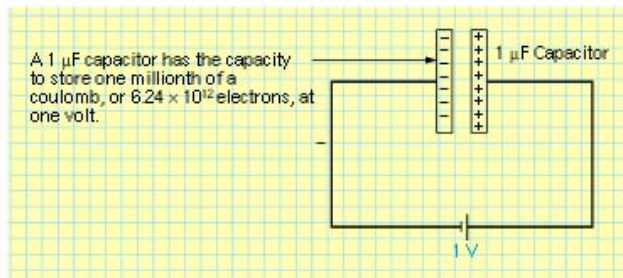 A 1 μF capacitor has the capacity
to store one millionth of a
coulomb, or 6.24 × 10¹² electrons, at
one volt.
1 μF Capacitor
1 V